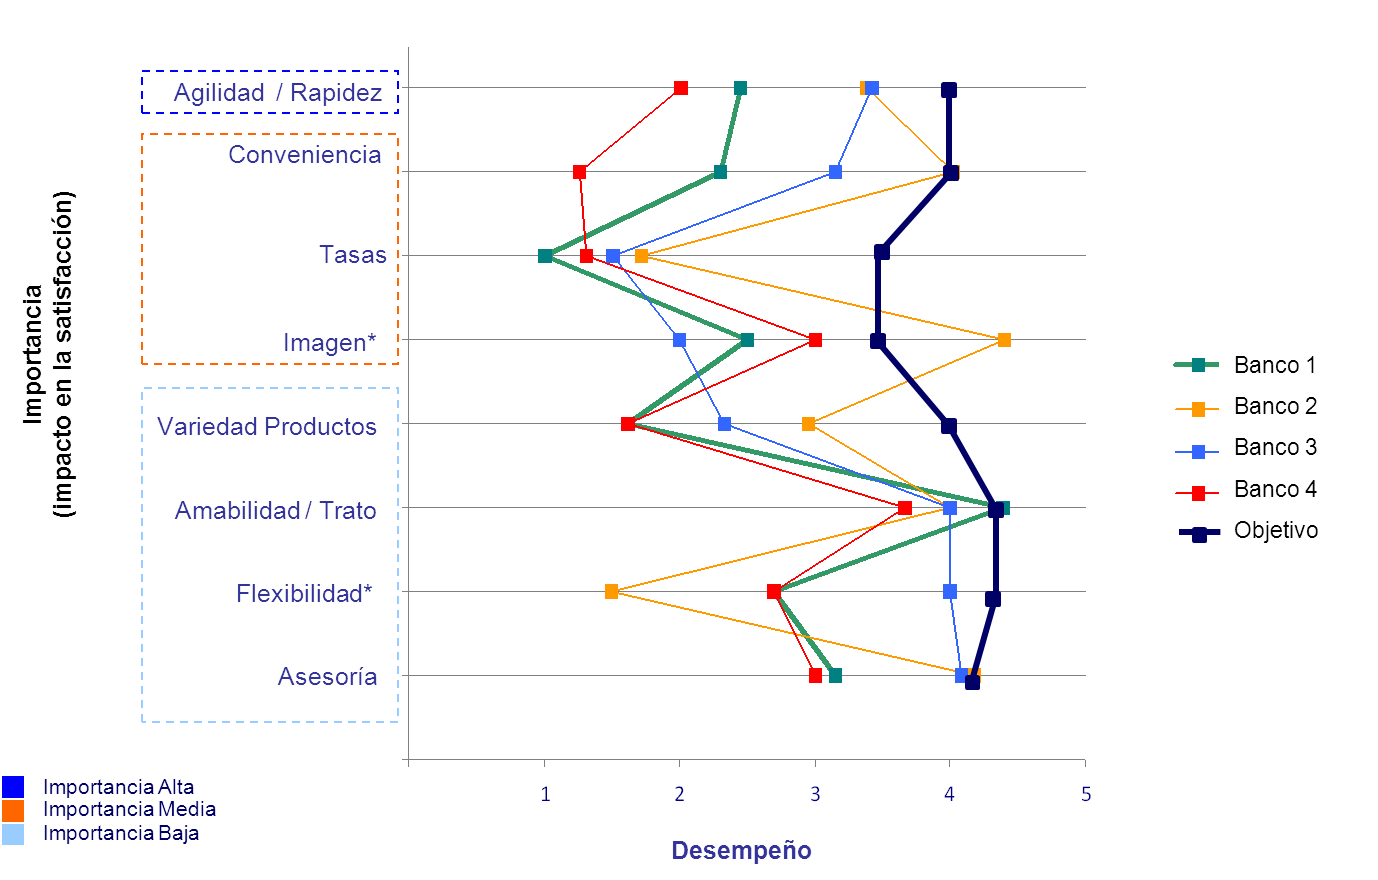 Importancia
(impacto en la satisfacción)
Agilidad / Rapidez
Conveniencia
Tasas
Imagen*
Variedad Productos
Amabilidad / Trato
Flexibilidad*
Asesoría
1 2 3 4 5
Desempeño
Banco 1
Banco 2
Banco 3
Banco 4
Objetivo
Importancia Alta
Importancia Media
Importancia Baja